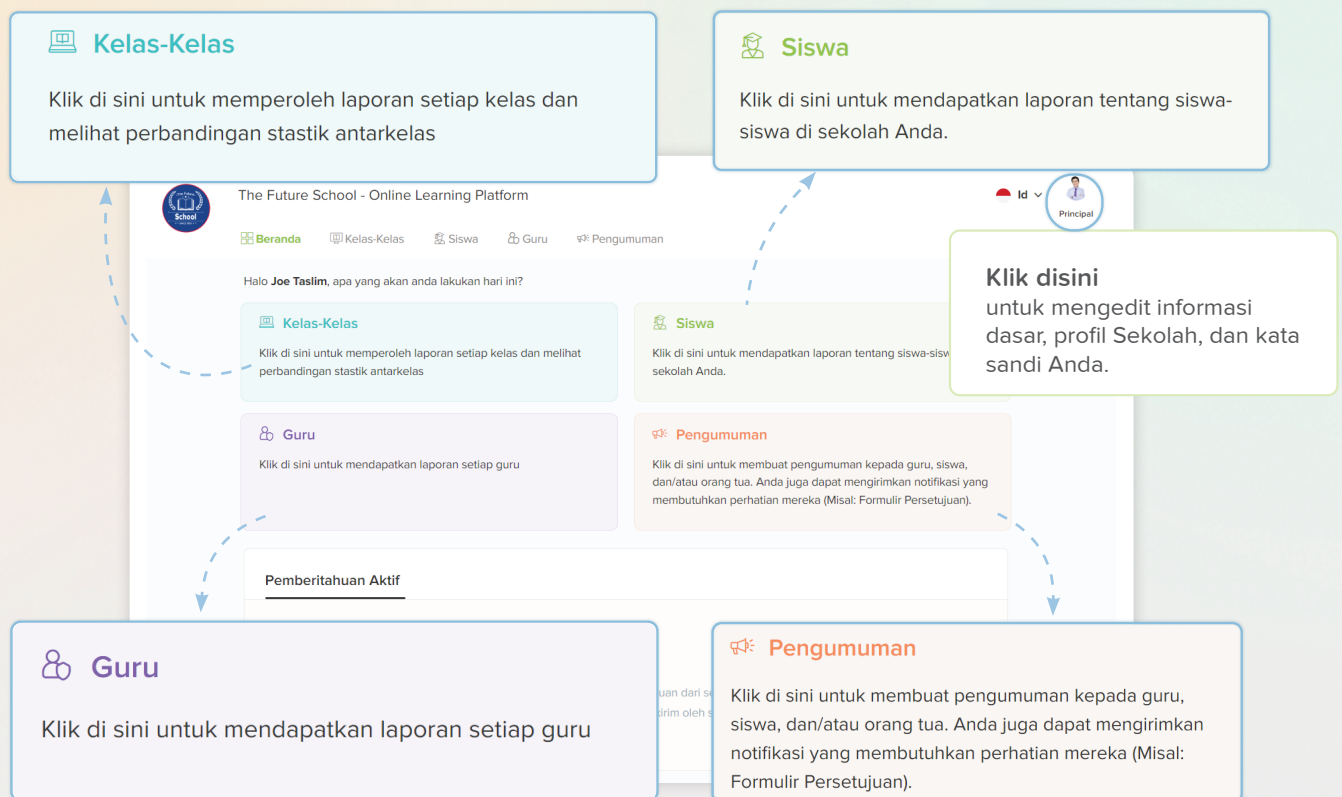 Kelas-Kelas
Klik di sini untuk memperoleh laporan setiap kelas dan
melihat perbandingan stastik antarkelas
Siswa
Klik di sini untuk mendapatkan laporan tentang siswa-
siswa di sekolah Anda.
School
The Future School - Online Learning Platform
Id
Principal
Beranda
Kelas-Kelas
Siswa
Guru
Pengumuman
Halo Joe Taslim, apa yang akan anda lakukan hari ini?
Klik disini
untuk mengedit informasi
dasar, profil Sekolah, dan kata
sandi Anda.
Kelas-Kelas
Klik di sini untuk memperoleh laporan setiap kelas dan melihat
perbandingan stastik antarkelas
Siswa
Klik di sini untuk mendapatkan laporan tentang siswa-sisw
sekolah Anda.
Guru
Klik di sini untuk mendapatkan laporan setiap guru
Pengumuman
Klik di sini untuk membuat pengumuman kepada guru, siswa,
dan/atau orang tua. Anda juga dapat mengirimkan notifikasi yang
membutuhkan perhatian mereka (Misal: Formulir Persetujuan).
Pemberitahuan Aktif
Guru
Klik di sini untuk mendapatkan laporan setiap guru
uan dari
oleh
Pengumuman
Klik di sini untuk membuat pengumuman kepada guru,
siswa, dan/atau orang tua. Anda juga dapat mengirimkan
notifikasi yang membutuhkan perhatian mereka (Misal:
Formulir Persetujuan).